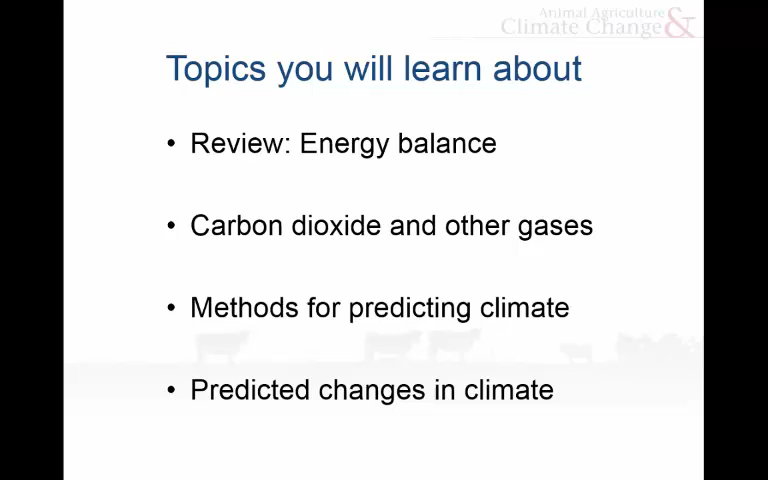 Animal Agriculture
Climate Change &
Topics you will learn about
• Review: Energy balance
• Carbon dioxide and other gases
• Methods for predicting climate
• Predicted changes in climate